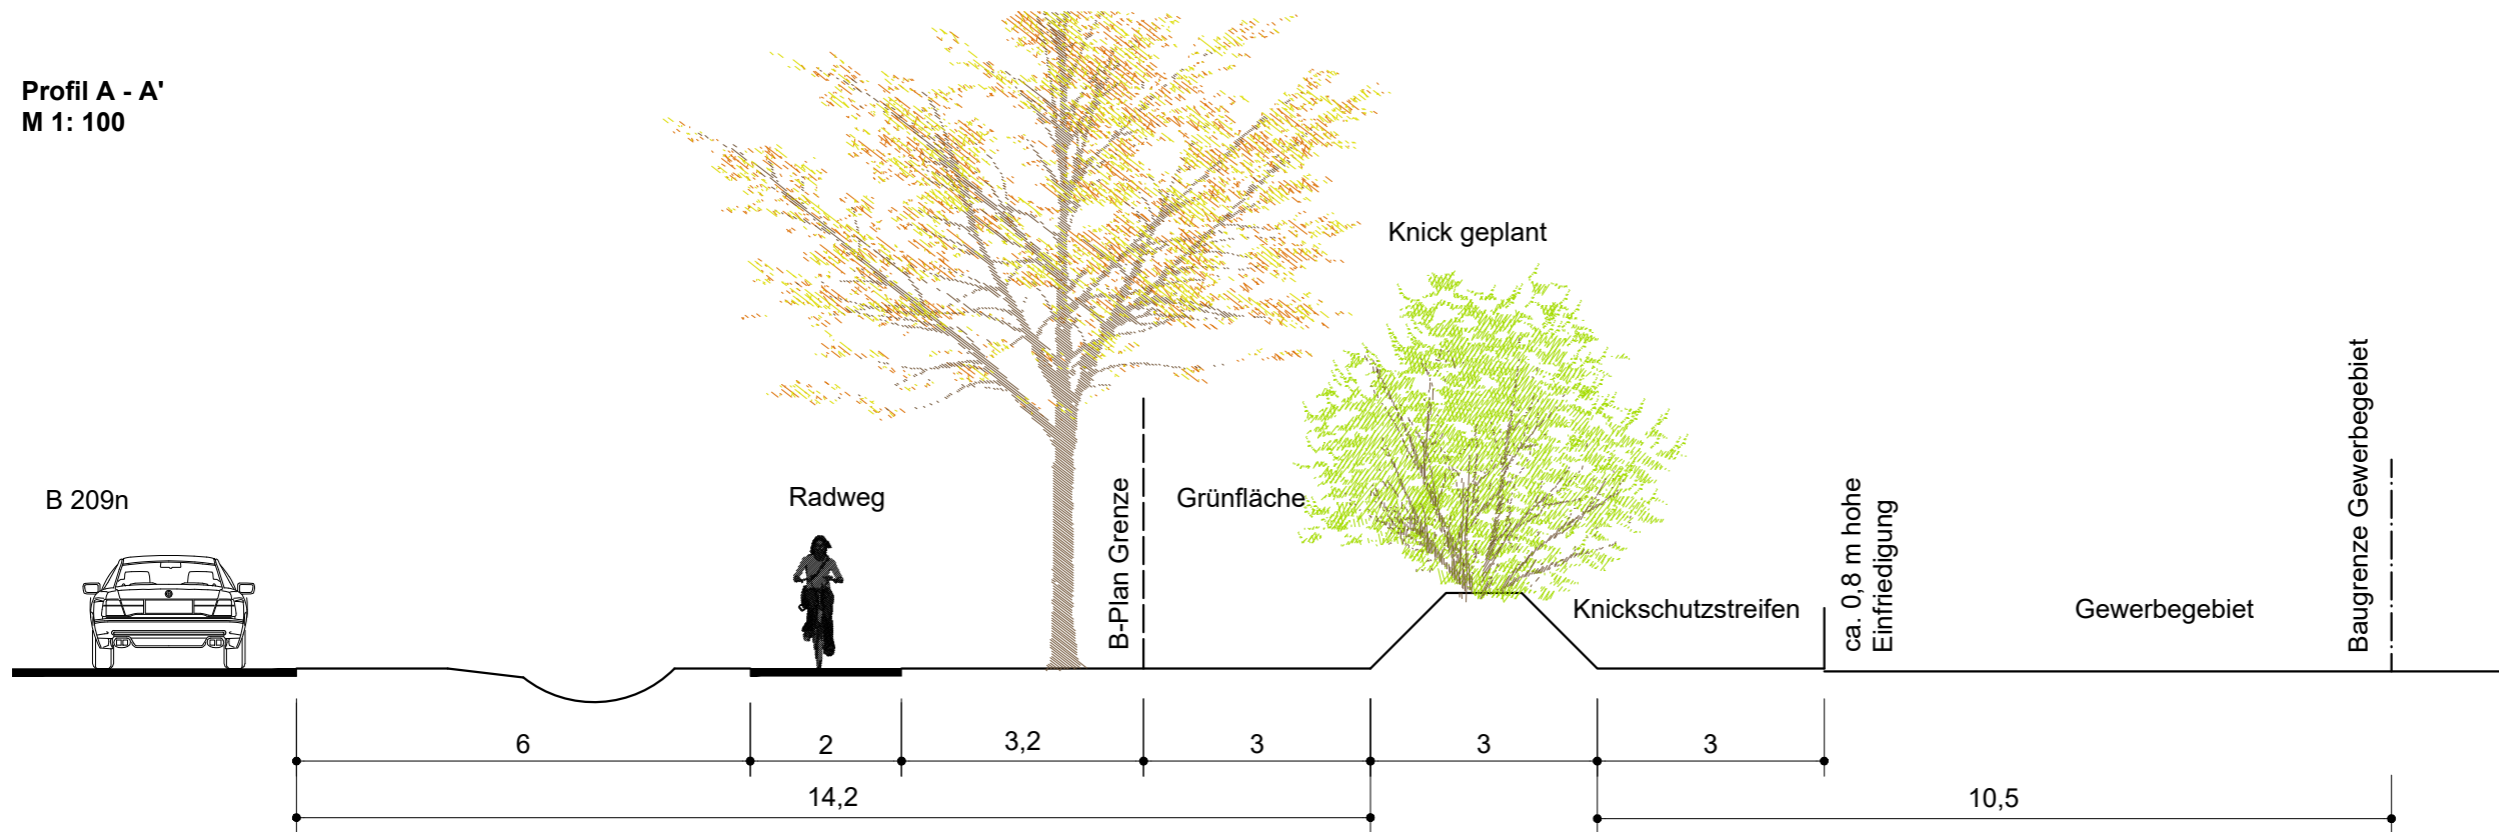 Profil A - A'
M 1: 100
Knick geplant
B 209n
Radweg
B-Plan Grenze
Grünfläche
Knickschutzstreifen
ca. 0,8 m hohe
Einfriedigung
Gewerbegebiet
Baugrenze Gewerbegebiet
6
2
3,2
3
3
3
14,2
10,5